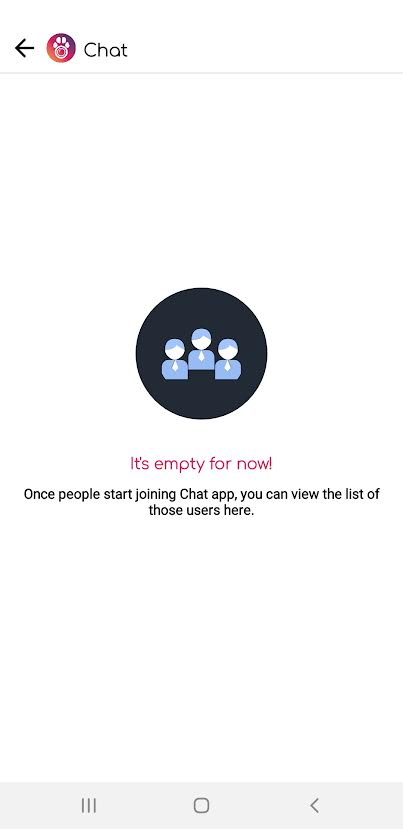 Chat
It's empty for now!
Once people start joining Chat app, you can view the list of
those users here.